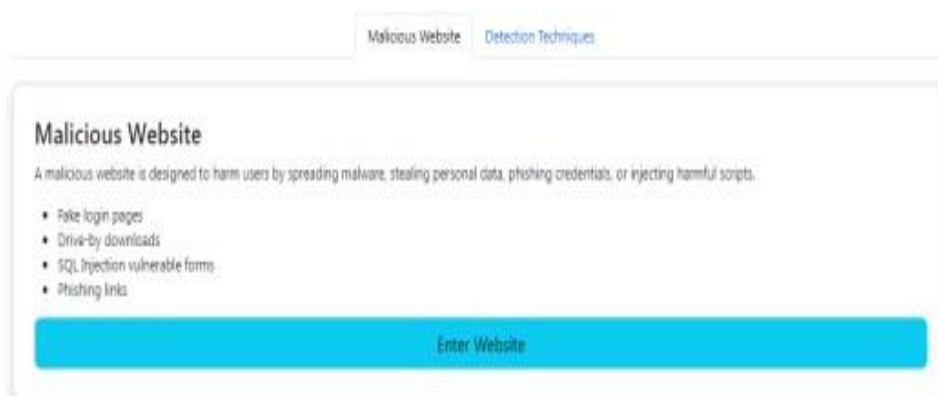 Malicious Website Detection Techniques
Malicious Website
A malicious website is designed to harm users by spreading malware, stealing personal data, phishing credentials, or injecting harmful scripts.
• Fake login pages
• Drive-by downloads
• SQL Injection vulnerable forms
• Phishing links
Enter Website